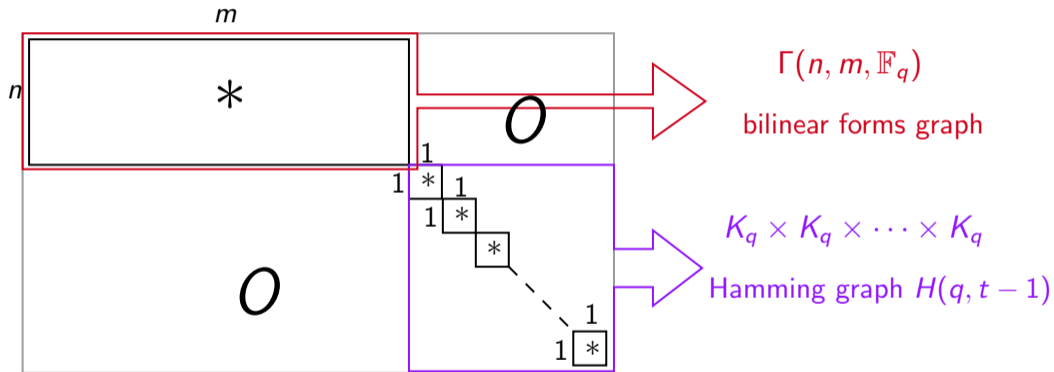 m
n
*
O
Γ(n, m, 𝔽_q)
bilinear forms graph
1
1 *
1
1 *
*
O
1
1 *
K_q × K_q × ⋯ × K_q
Hamming graph H(q, t − 1)